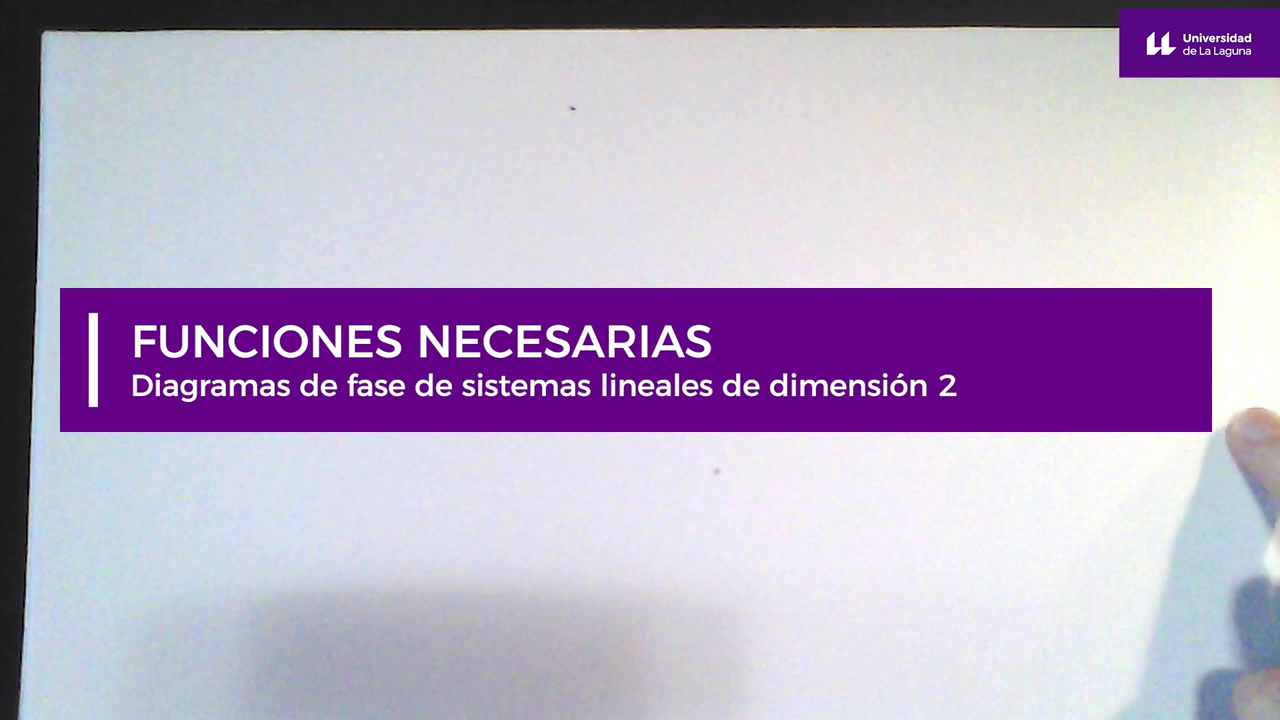 Universidad
de La Laguna
FUNCIONES NECESARIAS
Diagramas de fase de sistemas lineales de dimensión 2